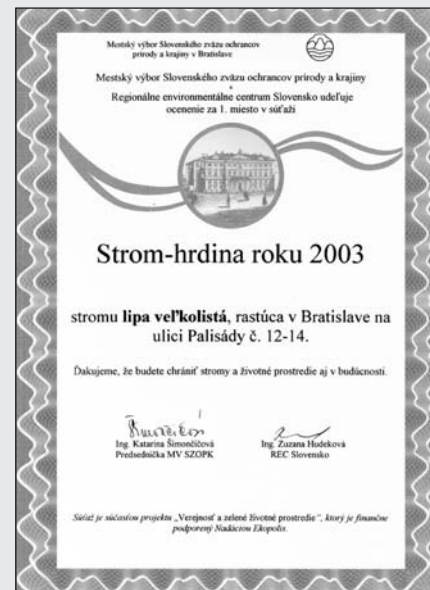 Mestský výbor Slovenského zväzu ochrancov
prírody a krajiny v Bratislave
Mestský výbor Slovenského zväzu ochrancov prírody a krajiny
a
Regionálne environmentálne centrum Slovensko udeľuje
ocenenie za 1. miesto v súťaži
Strom-hrdina roku 2003
stromu lipa veľkolistá, rastúca v Bratislave na
ulici Palisády č. 12-14.
Ďakujeme, že budete chrániť stromy a životné prostredie aj v budúcnosti.
Ing. Katarína Šimončičová
Predsedníčka MV SZOPK
Ing. Zuzana Hudeková
REC Slovensko
Súťaž je súčasťou projektu „Verejnosť a zelené životné prostredie“, ktorý je finančne
podporený Nadáciou Ekopolis.